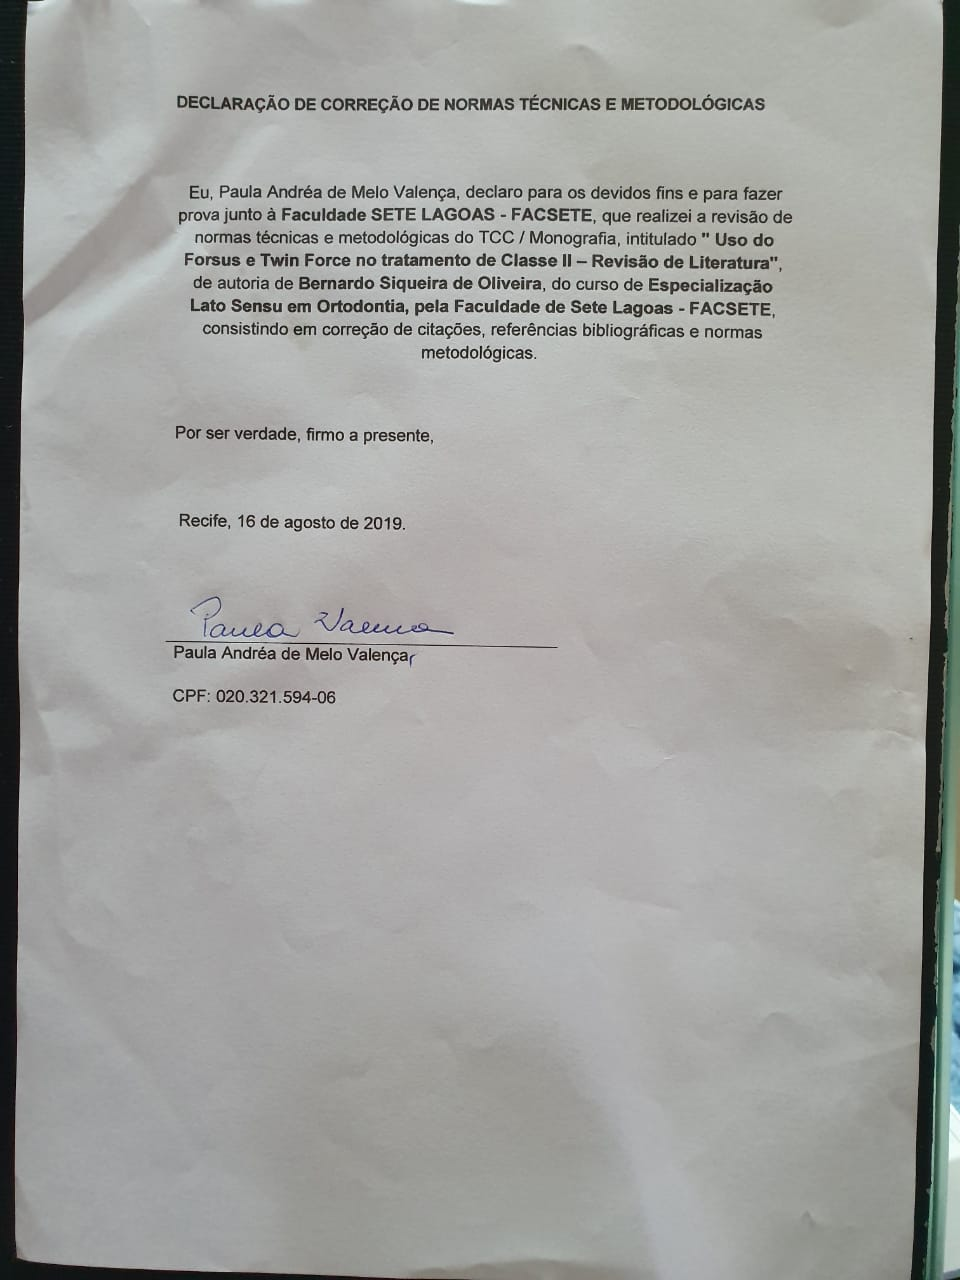 DECLARAÇÃO DE CORREÇÃO DE NORMAS TÉCNICAS E METODOLÓGICAS
Eu, Paula Andréa de Melo Valença, declaro para os devidos fins e para fazer
prova junto à Faculdade SETE LAGOAS - FACSETE, que realizei a revisão de
normas técnicas e metodológicas do TCC / Monografia, intitulado " Uso do
Forsus e Twin Force no tratamento de Classe II – Revisão de Literatura",
de autoria de Bernardo Siqueira de Oliveira, do curso de Especialização
Lato Sensu em Ortodontia, pela Faculdade de Sete Lagoas - FACSETE,
consistindo em correção de citações, referências bibliográficas e normas
metodológicas.
Por ser verdade, firmo a presente,
Recife, 16 de agosto de 2019.
Paula Valença
Paula Andréa de Melo Valença
CPF: 020.321.594-06